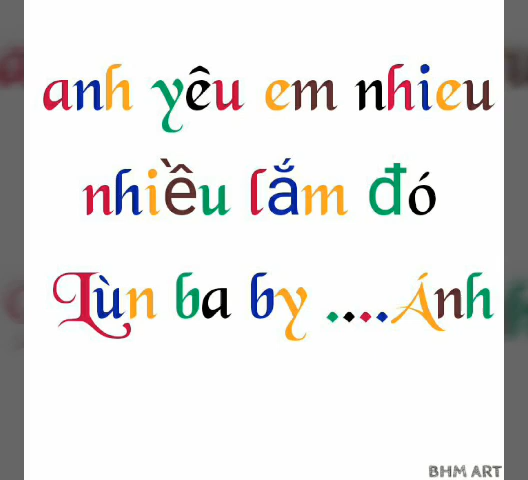 anh yêu em nhieu
nhiều lắm đó
Lùn ba by ....Ánh
BHM ART